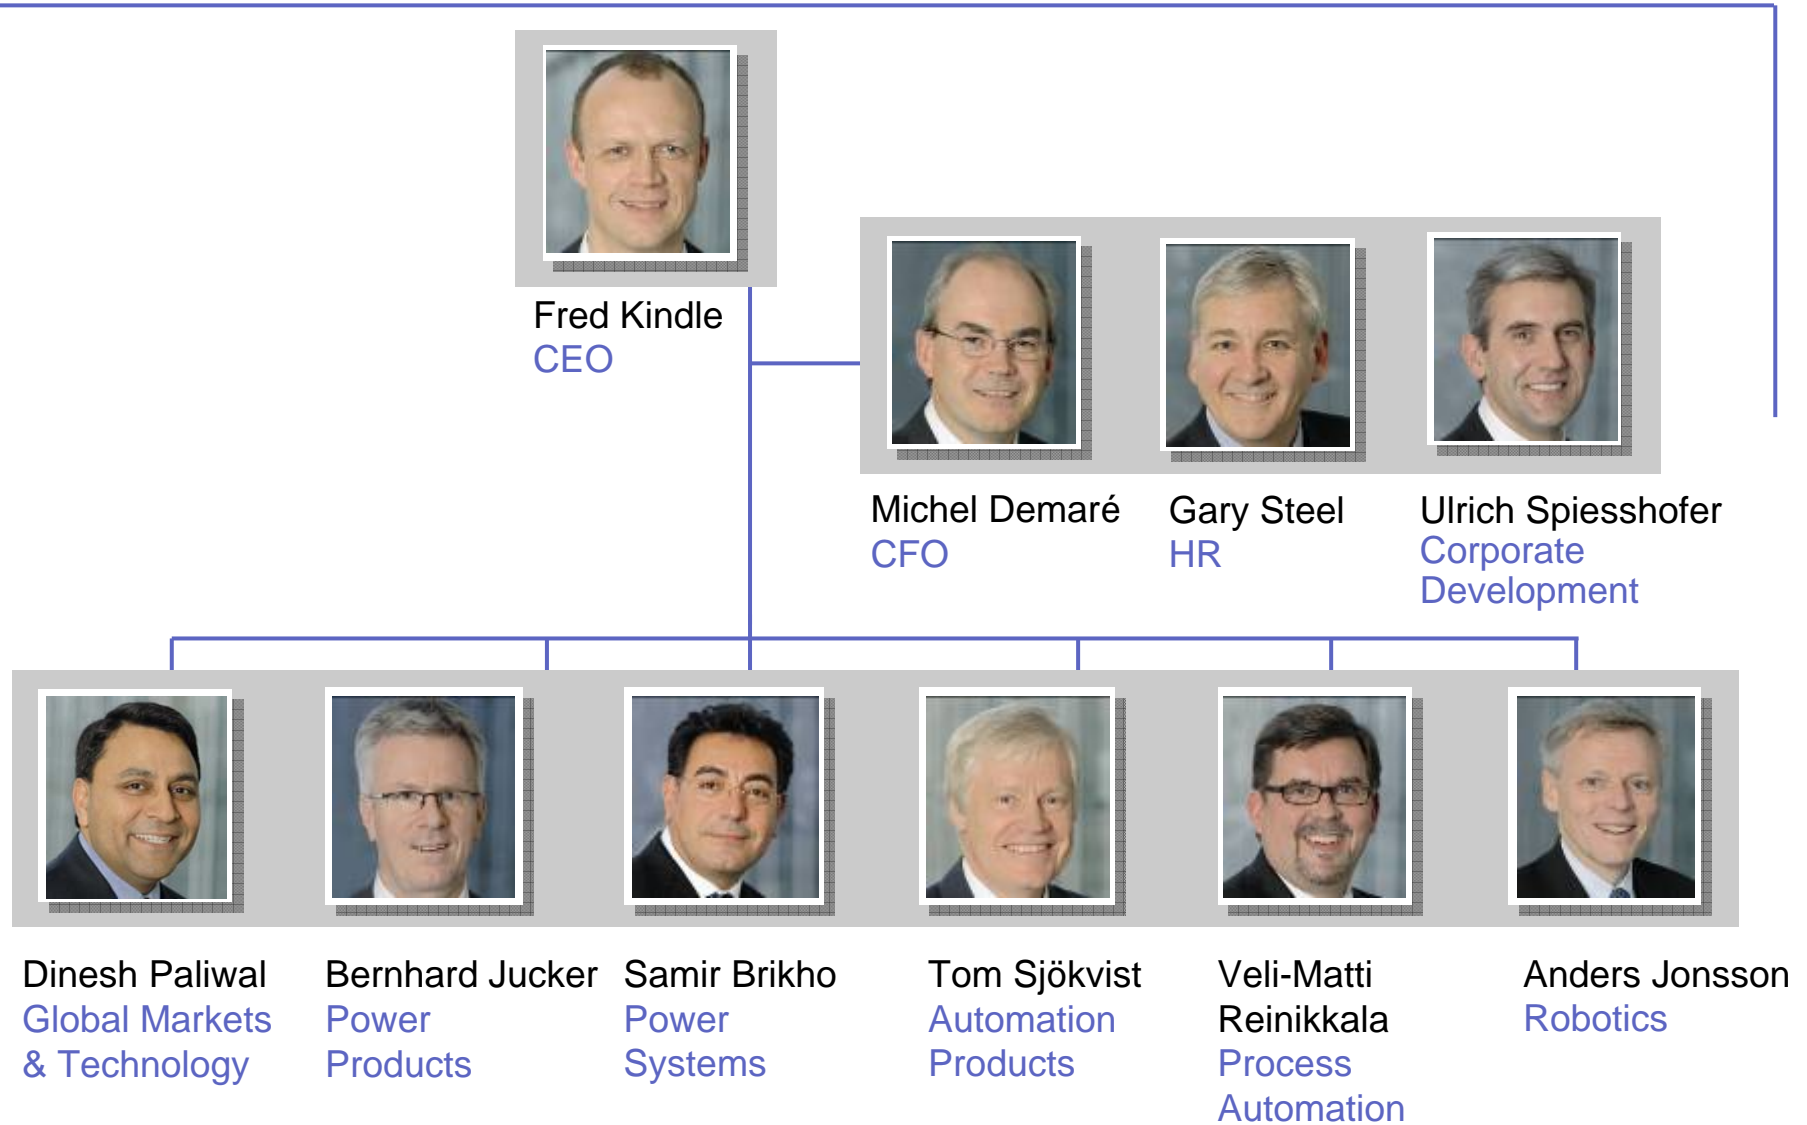 Fred Kindle
CEO
Michel Demaré
CFO
Gary Steel
HR
Ulrich Spiesshofer
Corporate
Development
Dinesh Paliwal
Global Markets
& Technology
Bernhard Jucker
Power
Products
Samir Brikho
Power
Systems
Tom Sjökvist
Automation
Products
Veli-Matti
Reinikkala
Process
Automation
Anders Jonsson
Robotics